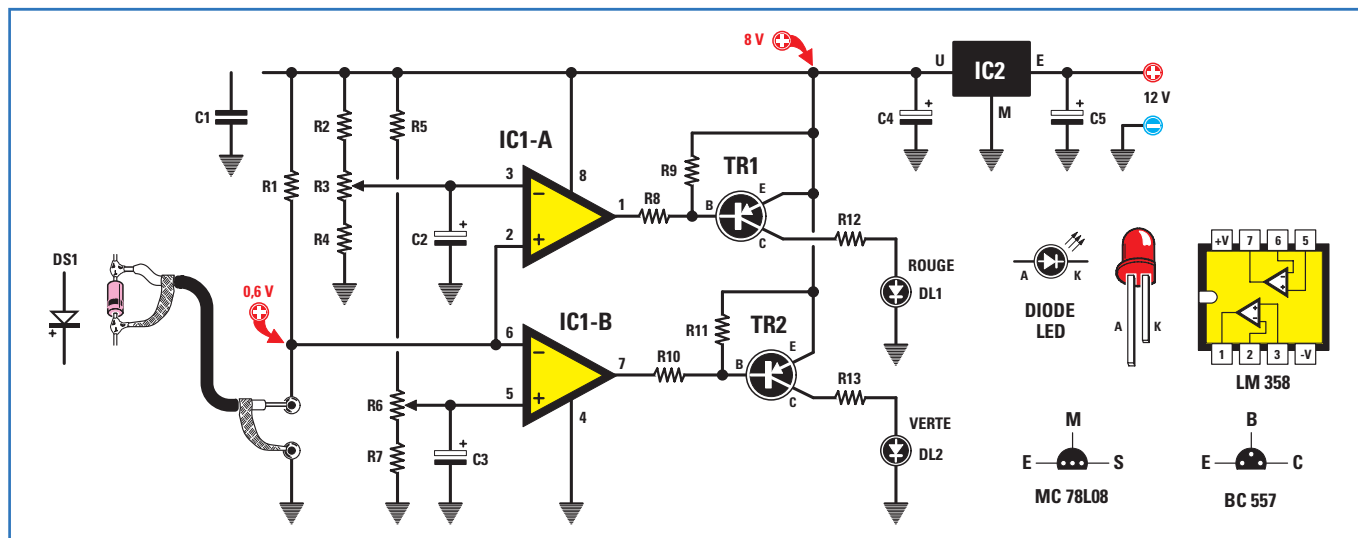 8 V
U
IC2
E
12 V
M
C4
+
C5
+
C1
R1
R2
R3
R4
R5
IC1-A
3
−
8
2
+
1
R8
R9
TR1
B
E
C
R12
ROUGE
DL1
C2
+
DS1
+
0,6 V
IC1-B
6
−
5
+
7
4
R10
R11
TR2
B
E
C
R13
VERTE
DL2
R6
R7
C3
+
A
K
DIODE
LED
A
K
+V
7
6
5
1
2
3
-V
LM 358
M
E
S
MC 78L08
B
E
C
BC 557